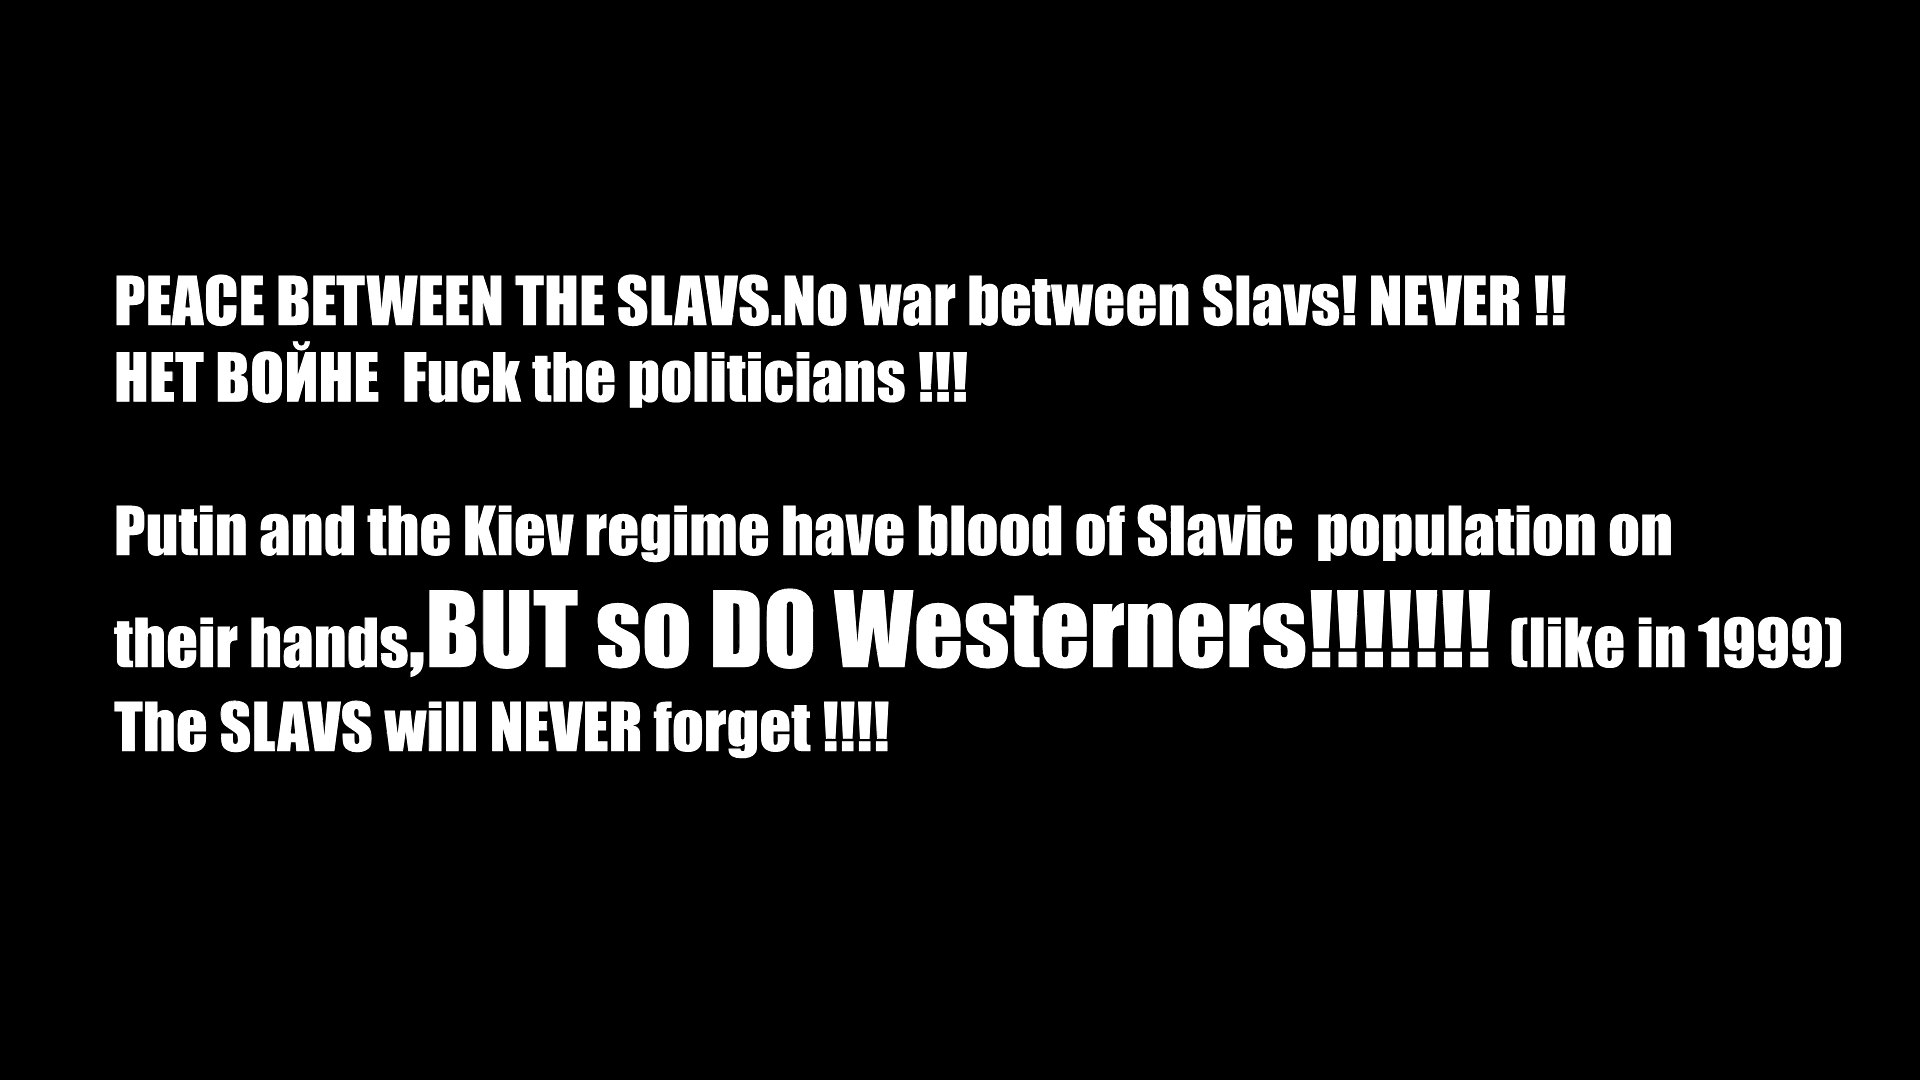 PEACE BETWEEN THE SLAVS.No war between Slavs! NEVER !!
НЕТ ВОЙНЕ  Fuck the politicians !!!
Putin and the Kiev regime have blood of Slavic  population on
their hands,BUT so DO Westerners!!!!!!! (like in 1999)
The SLAVS will NEVER forget !!!!